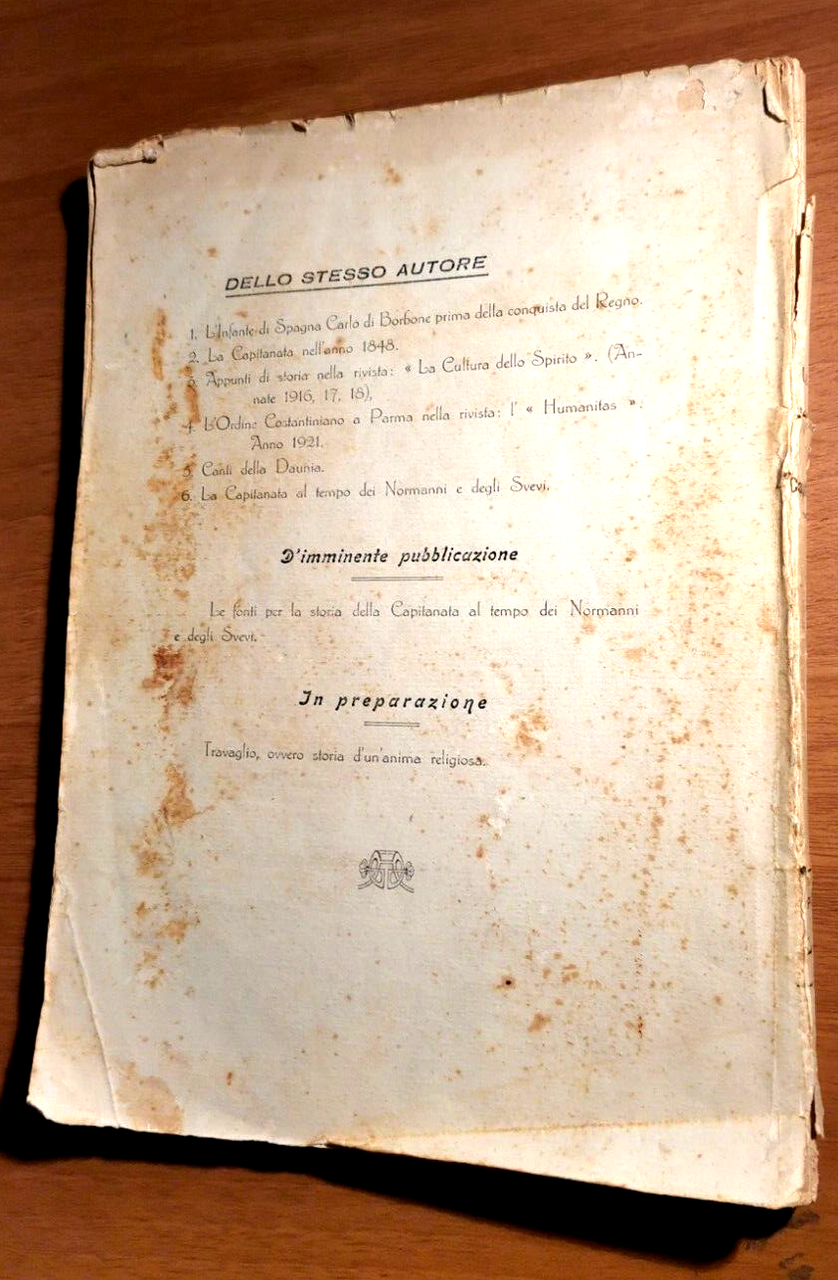 DELLO STESSO AUTORE
1. L'Infante di Spagna Carlo di Borbone prima della conquista del Regno.
2. La Capitanata nell'anno 1848.
3. Appunti di storia nella rivista: « La Cultura dello Spirito ». (An-
nate 1916, 17, 18),
4. L'Ordine Costantiniano a Parma nella rivista: l' « Humanitas ».
Anno 1921.
5. Canti della Daunia.
6. La Capitanata al tempo dei Normanni e degli Svevi.
D'imminente pubblicazione
Le fonti per la storia della Capitanata al tempo dei Normanni
e degli Svevi.
In preparazione
Travaglio, ovvero storia d'un'anima religiosa.